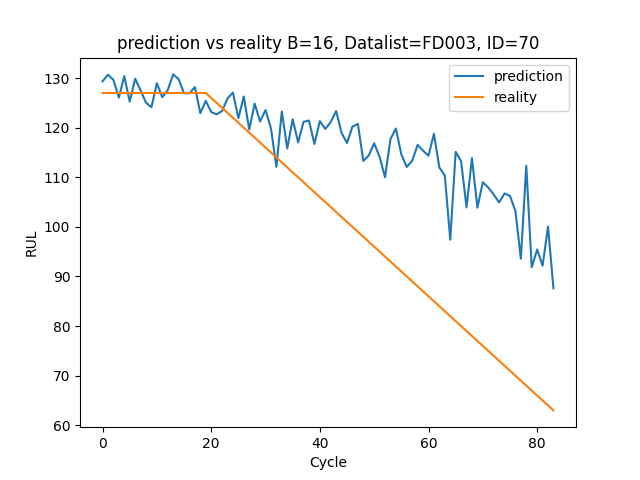 prediction vs reality B=16, Datalist=FD003, ID=70
prediction
reality
130
120
110
100
90
80
70
60
RUL
0 20 40 60 80
Cycle